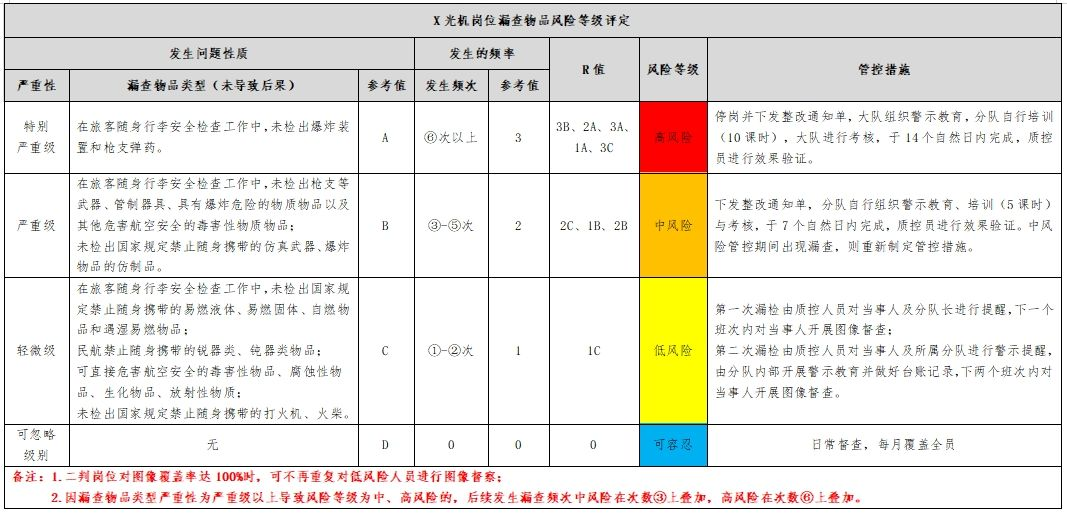 X光机岗位漏查物品风险等级评定
发生问题性质
发生的频率
R 值
风险等级
管控措施
严重性
漏查物品类型（未导致后果）
参考值
发生频次
参考值
特别
严重级
在旅客随身行李安全检查工作中,未检出爆炸装
置和枪支弹药。
A
⑥次以上
3
3B、2A、3A、
1A、3C
高风险
停岗并下发整改通知单，大队组织警示教育，分队自行培训
（10 课时），大队进行考核，于 14 个自然日内完成，质控
员进行效果验证。
严重级
在旅客随身行李安全检查工作中,未检出枪支等
武器、管制器具、具有爆炸危险的物质物品以及
其他危害航空安全的毒害性物质物品；
未检出国家规定禁止随身携带的仿真武器、爆炸
物品的仿制品。
B
③-⑤次
2
2C、1B、2B
中风险
下发整改通知单，分队自行组织警示教育、培训（5 课时）
与考核，于 7 个自然日内完成，质控员进行效果验证。中风
险管控期间出现漏查，则重新制定管控措施。
轻微级
在旅客随身行李安全检查工作中,未检出国家规
定禁止随身携带的易燃液体、易燃固体、自燃物
品和遇湿易燃物品；
民航禁止随身携带的锐器类、钝器类物品；
可直接危害航空安全的毒害性物品、腐蚀性物
品、生化物品、放射性物质；
未检出国家规定禁止随身携带的打火机、火柴。
C
①-②次
1
1C
低风险
第一次漏检由质控人员对当事人及分队长进行提醒,下一个
班次内对当事人开展图像督查；
第二次漏检由质控人员对当事人及所属分队进行警示提醒，
由分队内部开展警示教育并做好台账记录,下两个班次内对
当事人开展图像督查。
可忽略
级别
无
D
0
0
0
可容忍
日常督查，每月覆盖全员
备注：1.二判岗位对图像覆盖率达 100%时，可不再重复对低风险人员进行图像督察；
2.因漏查物品类型严重性为严重级以上导致风险等级为中、高风险的，后续发生漏查频次中风险在次数③上叠加，高风险在次数⑥上叠加。